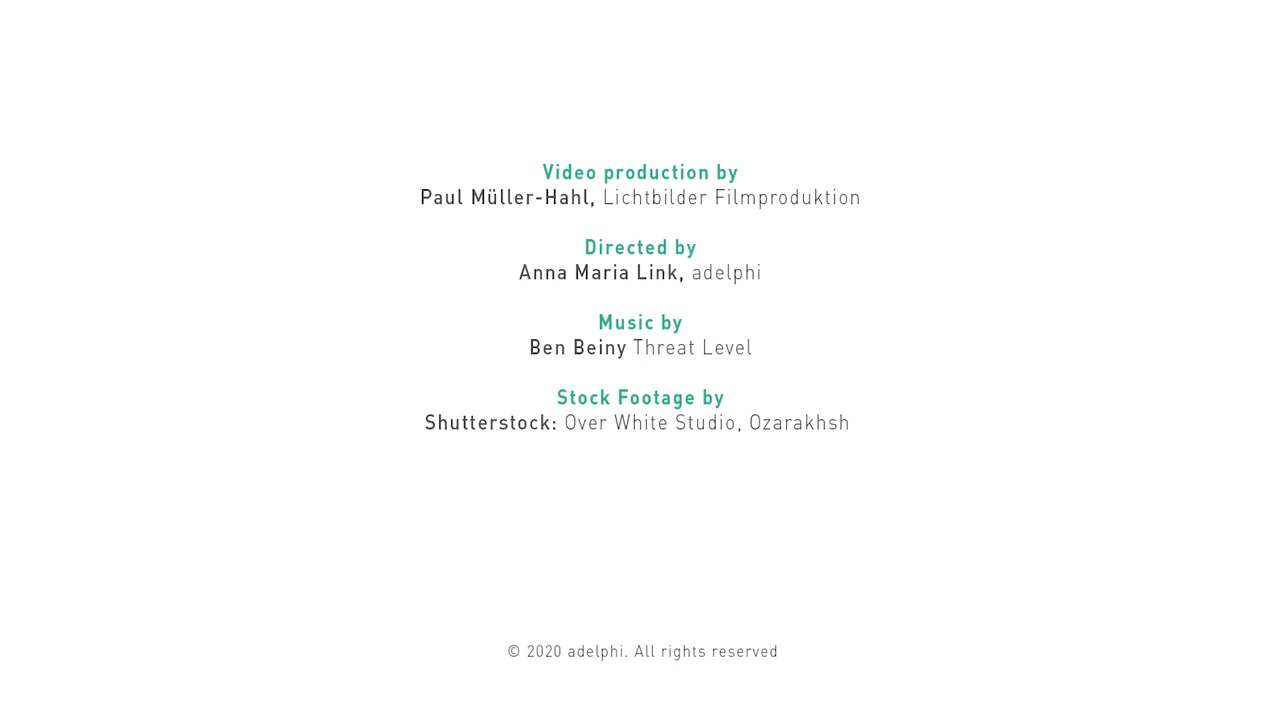 Video production by
Paul Müller-Hahl, Lichtbilder Filmproduktion
Directed by
Anna Maria Link, adelphi
Music by
Ben Beiny Threat Level
Stock Footage by
Shutterstock: Over White Studio, Ozarakhsh
© 2020 adelphi. All rights reserved